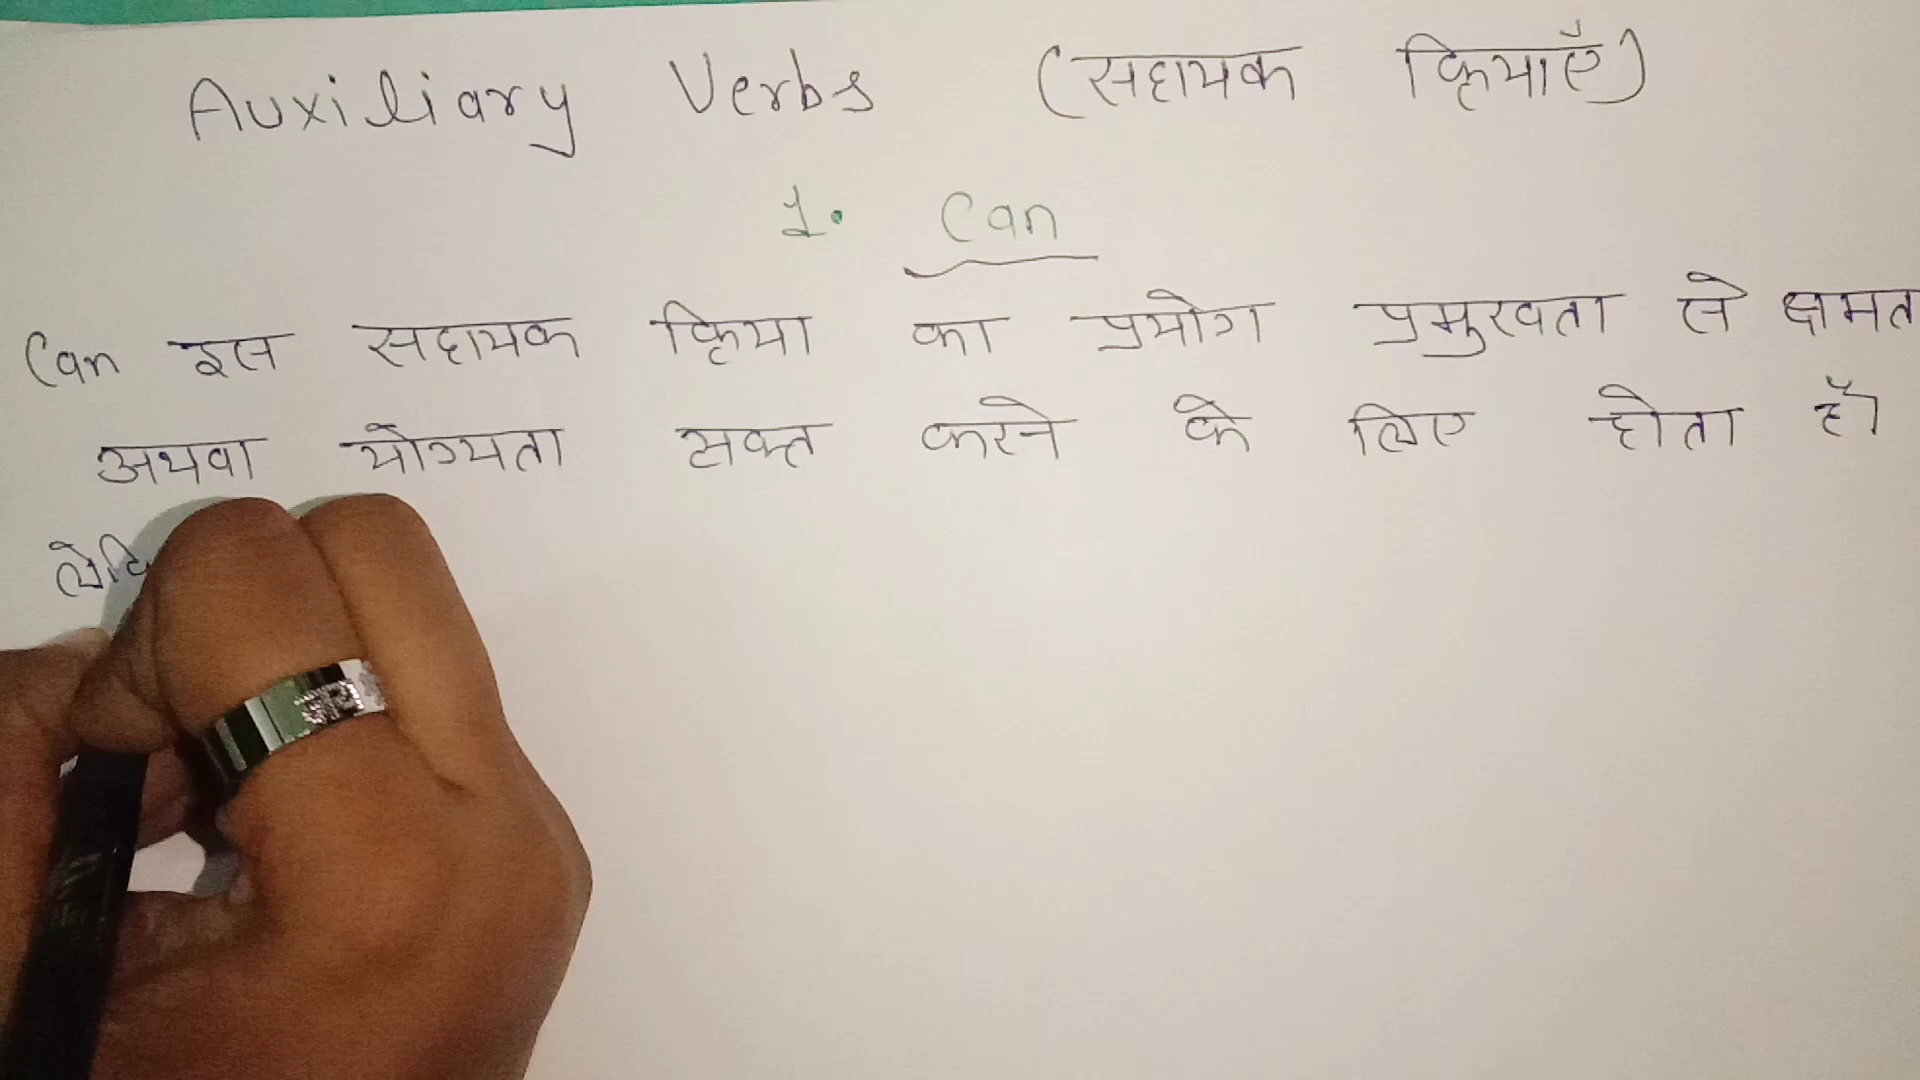 Auxiliary Verbs (सहायक क्रियाएँ)
1. Can
Can इस सहायक क्रिया का प्रयोग प्रमुखता से क्षमत
अथवा योग्यता व्यक्त करने के लिए होता है।